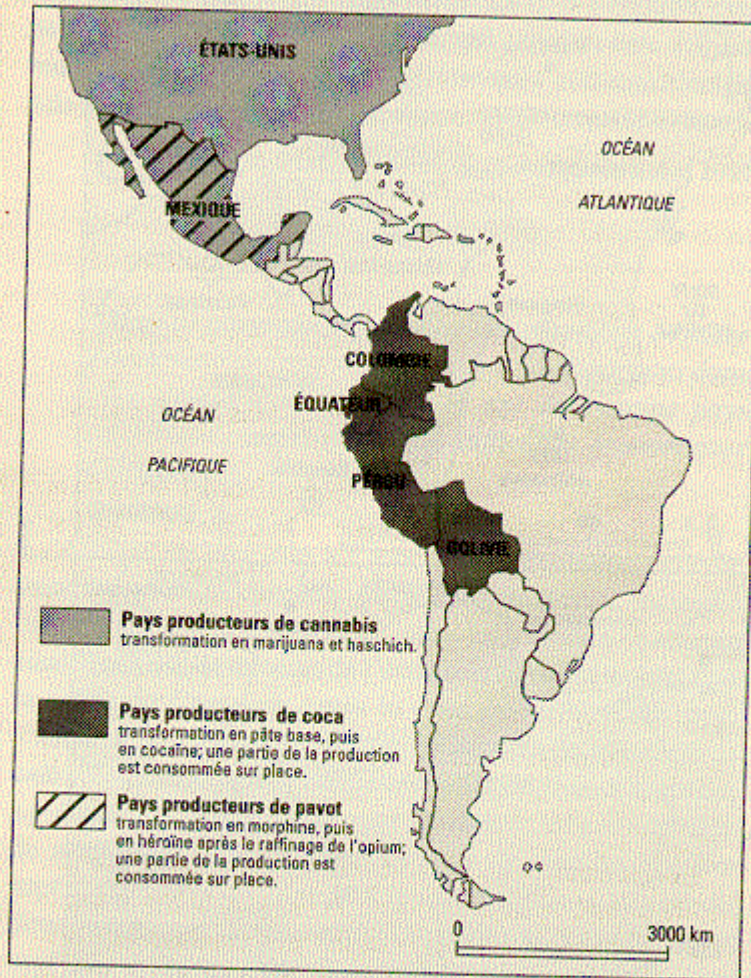 ÉTATS-UNIS
OCÉAN
ATLANTIQUE
MEXIQUE
COLOMBIE
ÉQUATEUR
OCÉAN
PACIFIQUE
PÉROU
BOLIVIE
Pays producteurs de cannabis
transformation en marijuana et haschich.
Pays producteurs de coca
transformation en pâte base, puis
en cocaïne; une partie de la production
est consommée sur place.
Pays producteurs de pavot
transformation en morphine, puis
en héroïne après le raffinage de l'opium;
une partie de la production est
consommée sur place.
0 3000 km